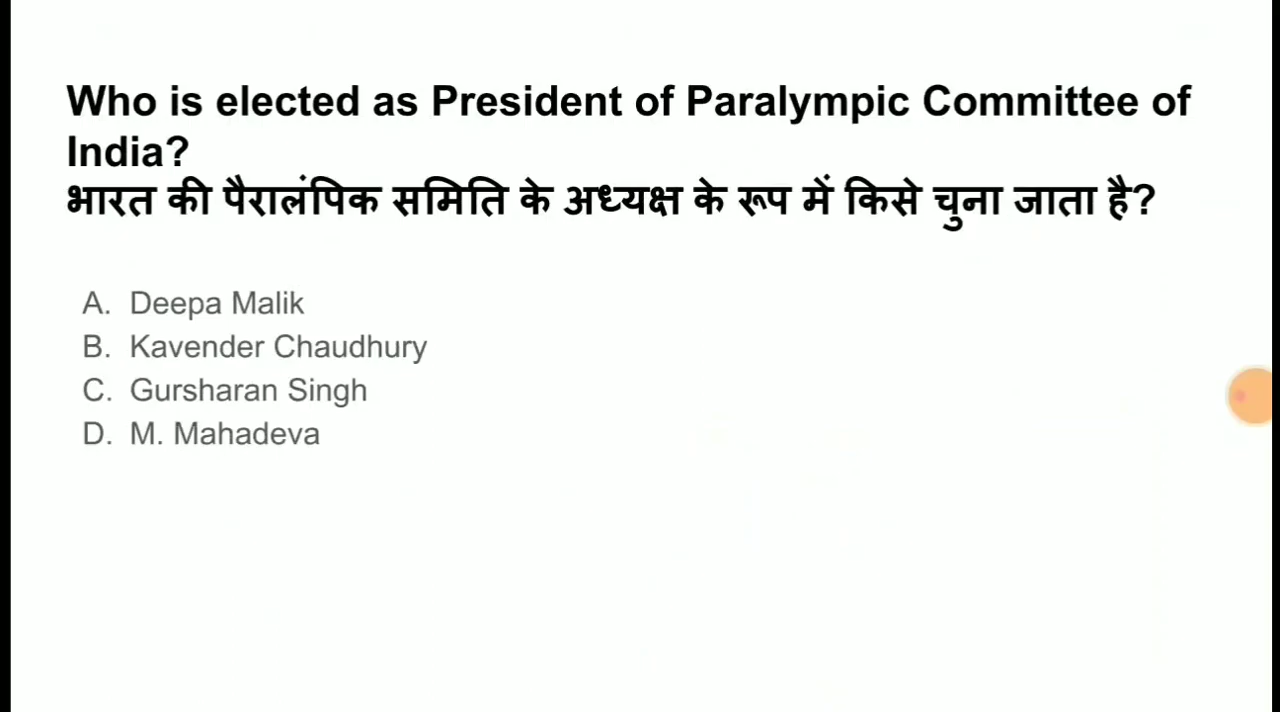 Who is elected as President of Paralympic Committee of
India?
भारत की पैरालंपिक समिति के अध्यक्ष के रूप में किसे चुना जाता है?
A. Deepa Malik
B. Kavender Chaudhury
C. Gursharan Singh
D. M. Mahadeva